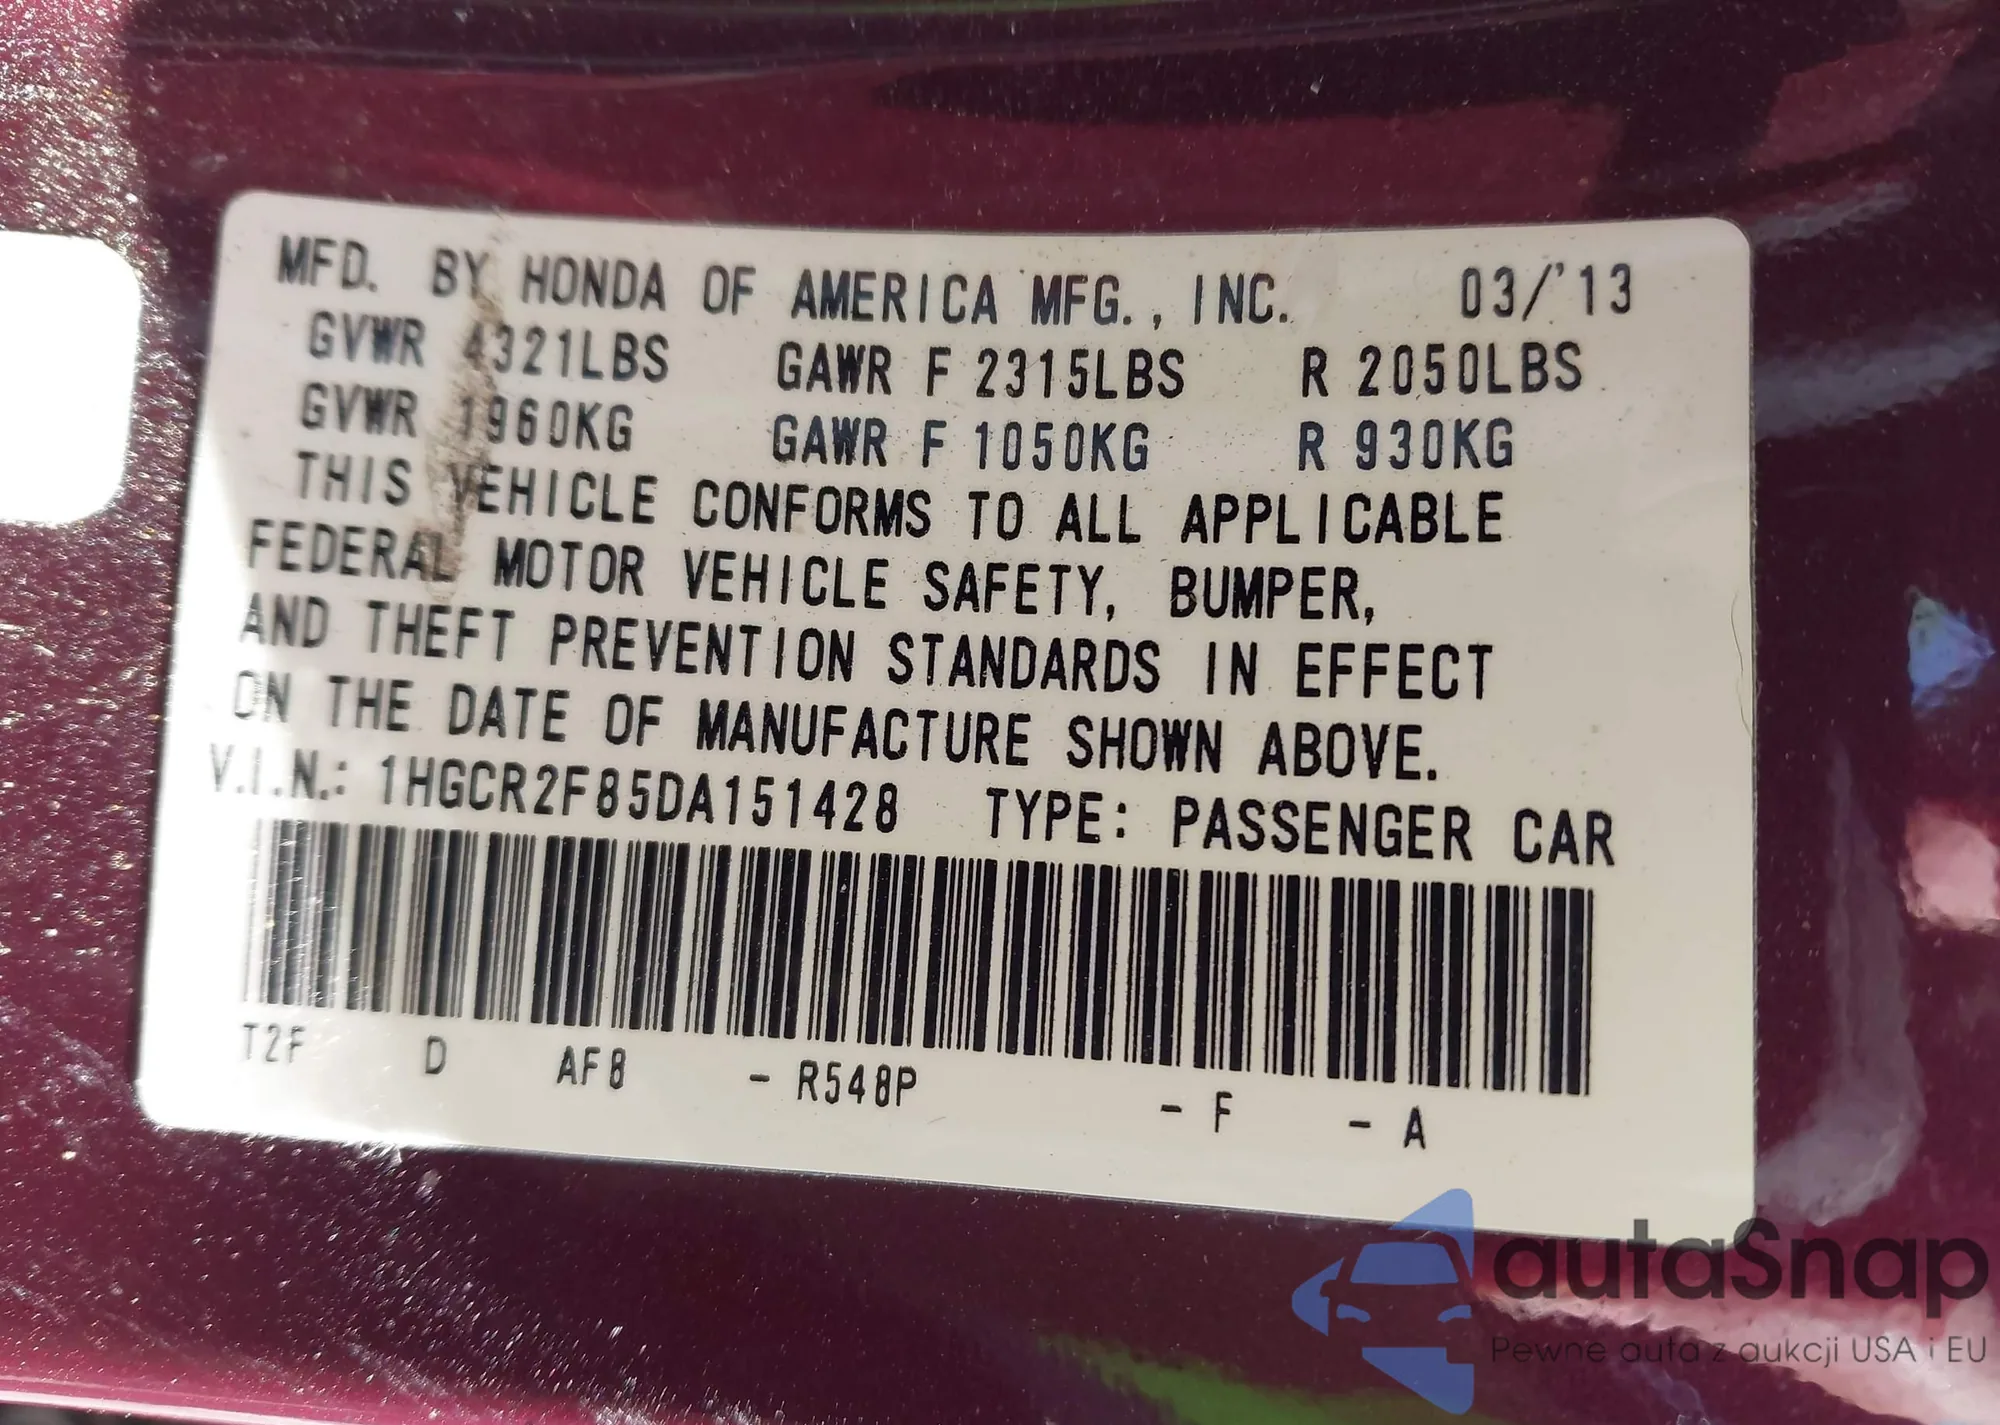 MFD. BY HONDA OF AMERICA MFG., INC. 03/'13
GVWR 4321LBS GAWR F 2315LBS R 2050LBS
GVWR 1960KG GAWR F 1050KG R 930KG
THIS VEHICLE CONFORMS TO ALL APPLICABLE
FEDERAL MOTOR VEHICLE SAFETY, BUMPER,
AND THEFT PREVENTION STANDARDS IN EFFECT
ON THE DATE OF MANUFACTURE SHOWN ABOVE.
V.I.N.: 1HGCR2F85DA151428 TYPE: PASSENGER CAR
T2F D AF8 - R548P - F - A
autaSnap
Pewne auta z aukcji USA i EU